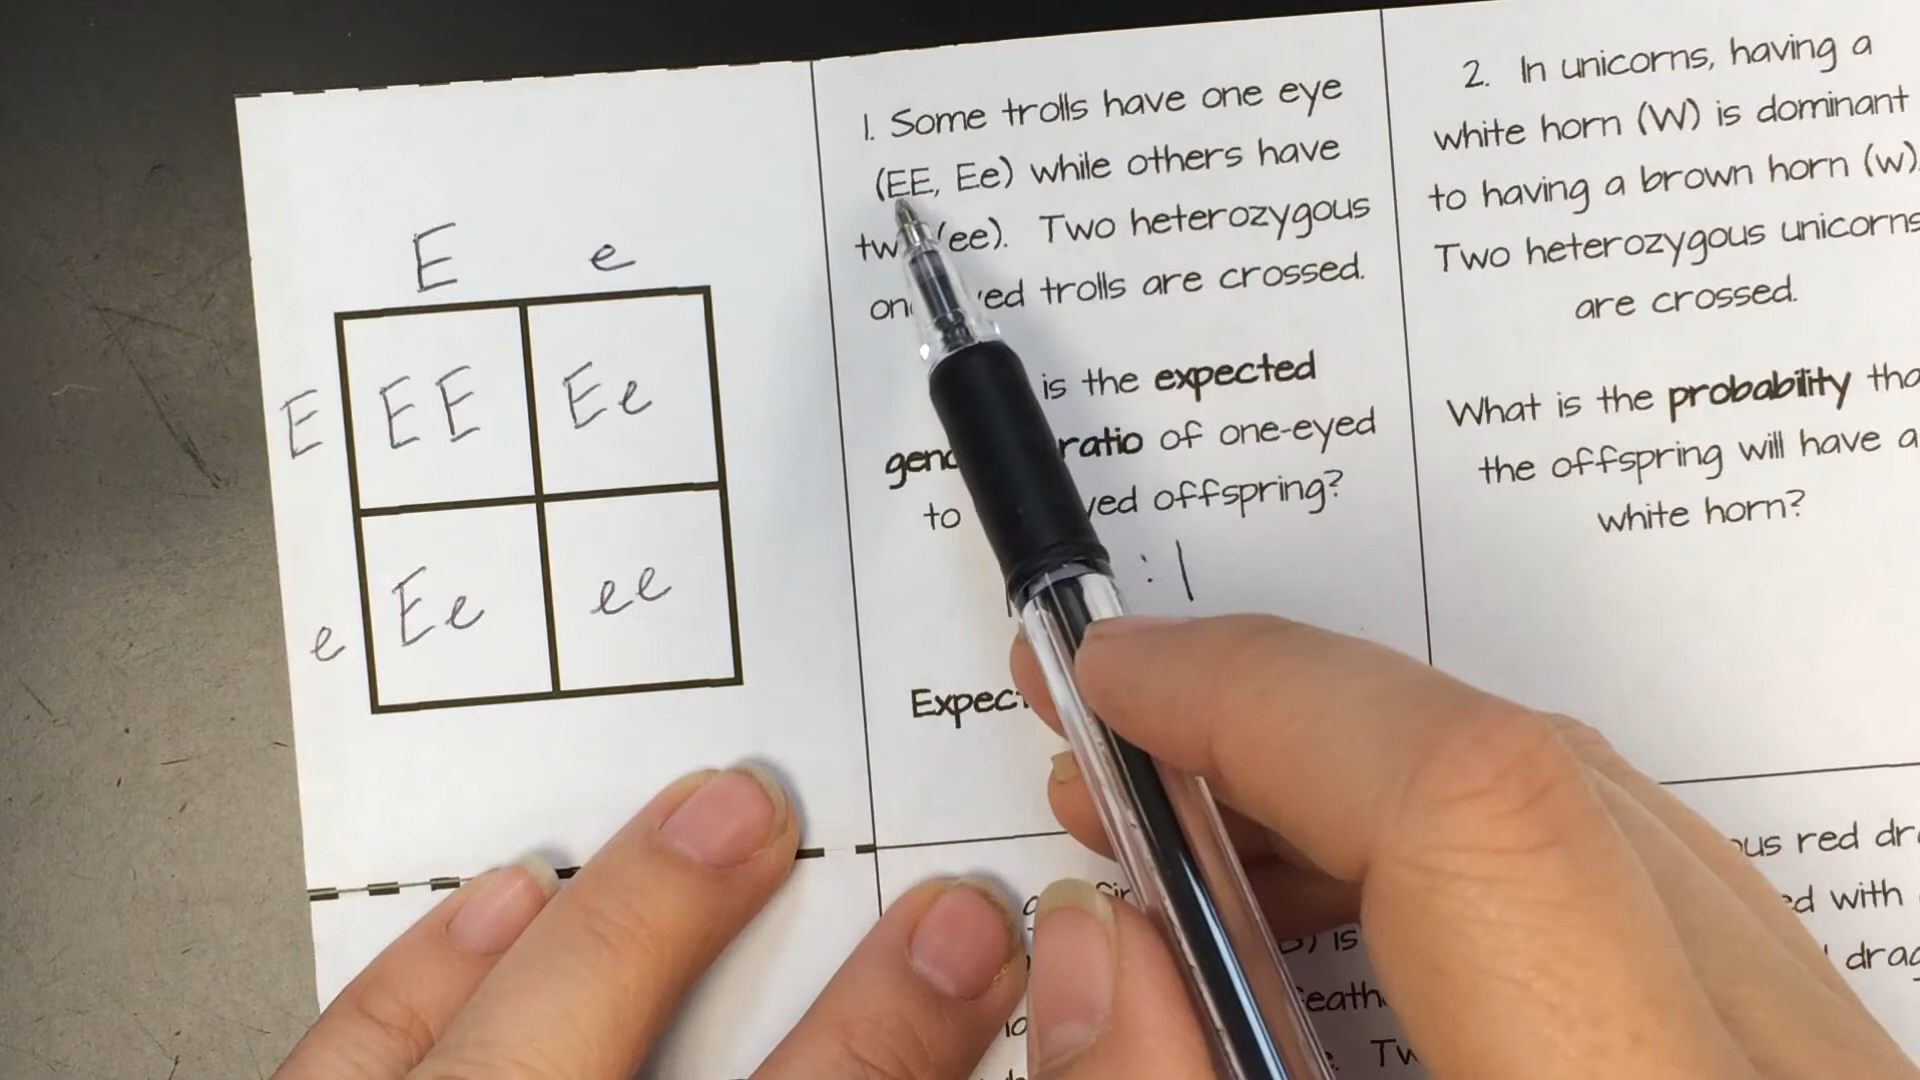 E e
E EE Ee
e Ee ee
1. Some trolls have one eye
(EE, Ee) while others have
(ee). Two heterozygous
trolls are crossed.
is the expected
ratio of one-eyed
to offspring?
: 1
2. In unicorns, having a
white horn (W) is dominant
to having a brown horn (w)
Two heterozygous unicorns
are crossed.
What is the probability
the offspring will have a
white horn?
is
red
with